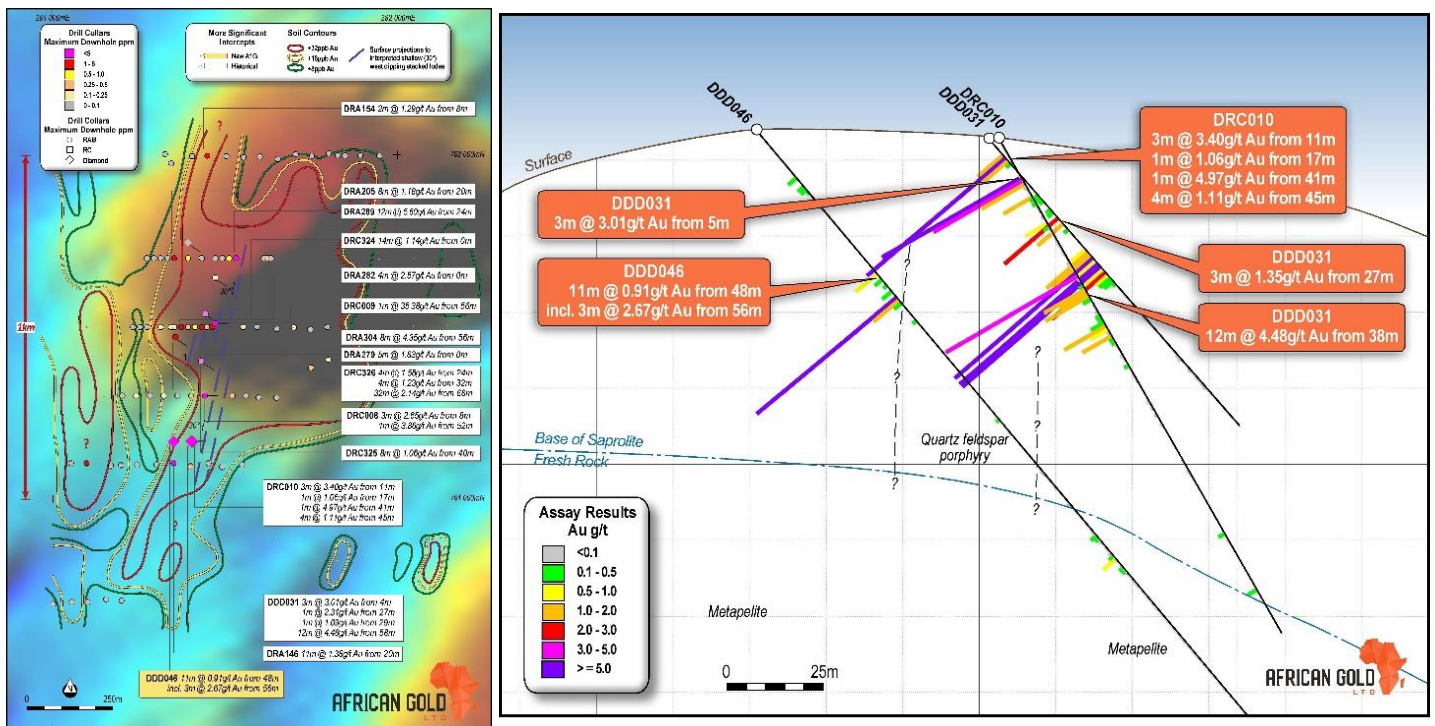 281 000mE
282 000mE
Drill Collars
Maximum Downhole ppm
<5
1 - 5
0.5 - 1.0
0.25 - 0.5
0.1 - 0.25
0 - 0.1
Drill Collars
Maximum Downhole ppm
RAB
RC
Diamond
More Significant
Intercepts
New A1G
Historical
Soil Contours
+32ppb Au
+16ppb Au
+8ppb Au
Surface projections to
interpreted shallow (30°)
west dipping stacked lodes
DRA154 2m @ 1.29g/t Au from 8m
?
762 000mN
DRA205 8m @ 1.18g/t Au from 20m
DRA289 12m @ 5.60g/t Au from 24m
DRC324 14m @ 1.14g/t Au from 0m
DRA282 4m @ 2.57g/t Au from 0m
30°
DRC009 1m @ 35.38g/t Au from 56m
1km
DRA304 8m @ 4.35g/t Au from 56m
DRA279 5m @ 1.83g/t Au from 0m
DRC326 4m @ 1.58g/t Au from 24m
4m @ 1.23g/t Au from 32m
32m @ 2.14g/t Au from 68m
DRC008 3m @ 2.65g/t Au from 8m
1m @ 3.86g/t Au from 52m
?
DRC325 8m @ 1.06g/t Au from 40m
DRC010 3m @ 3.40g/t Au from 11m
1m @ 1.06g/t Au from 17m
1m @ 4.97g/t Au from 41m
4m @ 1.11g/t Au from 45m
761 000mN
?
DDD031 3m @ 3.01g/t Au from 4m
1m @ 2.31g/t Au from 27m
1m @ 1.09g/t Au from 29m
12m @ 4.48g/t Au from 38m
DRA146 11m @ 1.38g/t Au from 20m
DDD046 11m @ 0.91g/t Au from 48m
incl. 3m @ 2.67g/t Au from 56m
0 250m
AFRICAN GOLD
LTD
DDD046
DDD031
DRC010
Surface
DRC010
3m @ 3.40g/t Au from 11m
1m @ 1.06g/t Au from 17m
1m @ 4.97g/t Au from 41m
4m @ 1.11g/t Au from 45m
DDD031
3m @ 3.01g/t Au from 5m
DDD046
11m @ 0.91g/t Au from 48m
incl. 3m @ 2.67g/t Au from 56m
DDD031
3m @ 1.35g/t Au from 27m
DDD031
12m @ 4.48g/t Au from 38m
?
?
?
?
?
?
Base of Saprolite
Fresh Rock
Quartz feldspar
porphyry
Assay Results
Au g/t
<0.1
0.1 - 0.5
0.5 - 1.0
1.0 - 2.0
2.0 - 3.0
3.0 - 5.0
> = 5.0
Metapelite
Metapelite
0 25m
AFRICAN GOLD
LTD